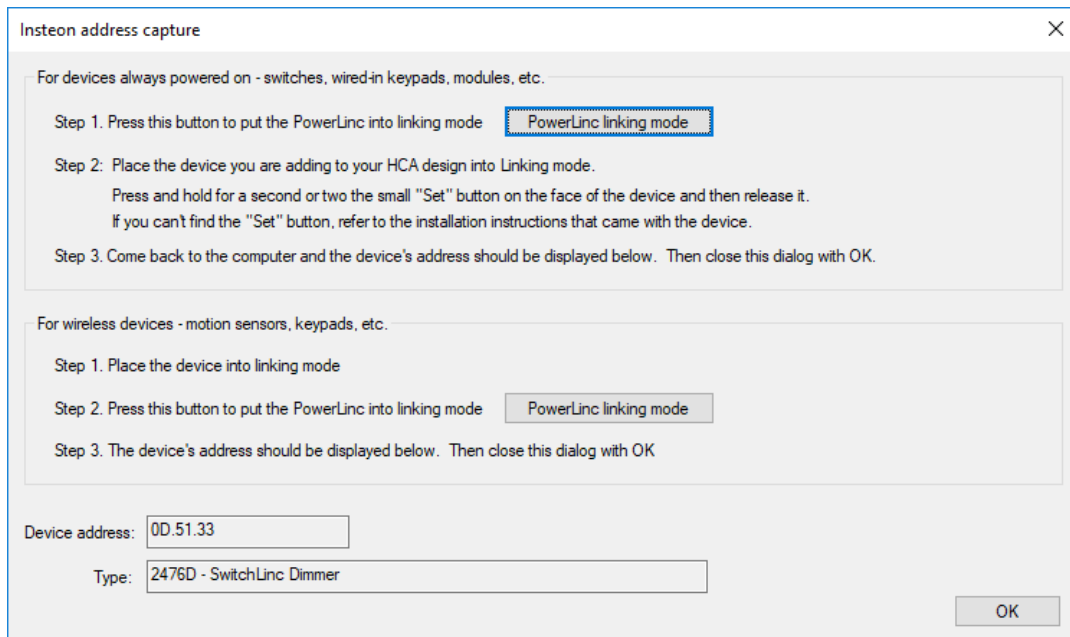 Insteon address capture
For devices always powered on - switches, wired-in keypads, modules, etc.
Step 1. Press this button to put the PowerLinc into linking mode PowerLinc linking mode
Step 2: Place the device you are adding to your HCA design into Linking mode.
Press and hold for a second or two the small "Set" button on the face of the device and then release it.
If you can't find the "Set" button, refer to the installation instructions that came with the device.
Step 3. Come back to the computer and the device's address should be displayed below. Then close this dialog with OK.
For wireless devices - motion sensors, keypads, etc.
Step 1. Place the device into linking mode
Step 2. Press this button to put the PowerLinc into linking mode PowerLinc linking mode
Step 3. The device's address should be displayed below. Then close this dialog with OK
Device address: 0D.51.33
Type: 2476D - SwitchLinc Dimmer
OK